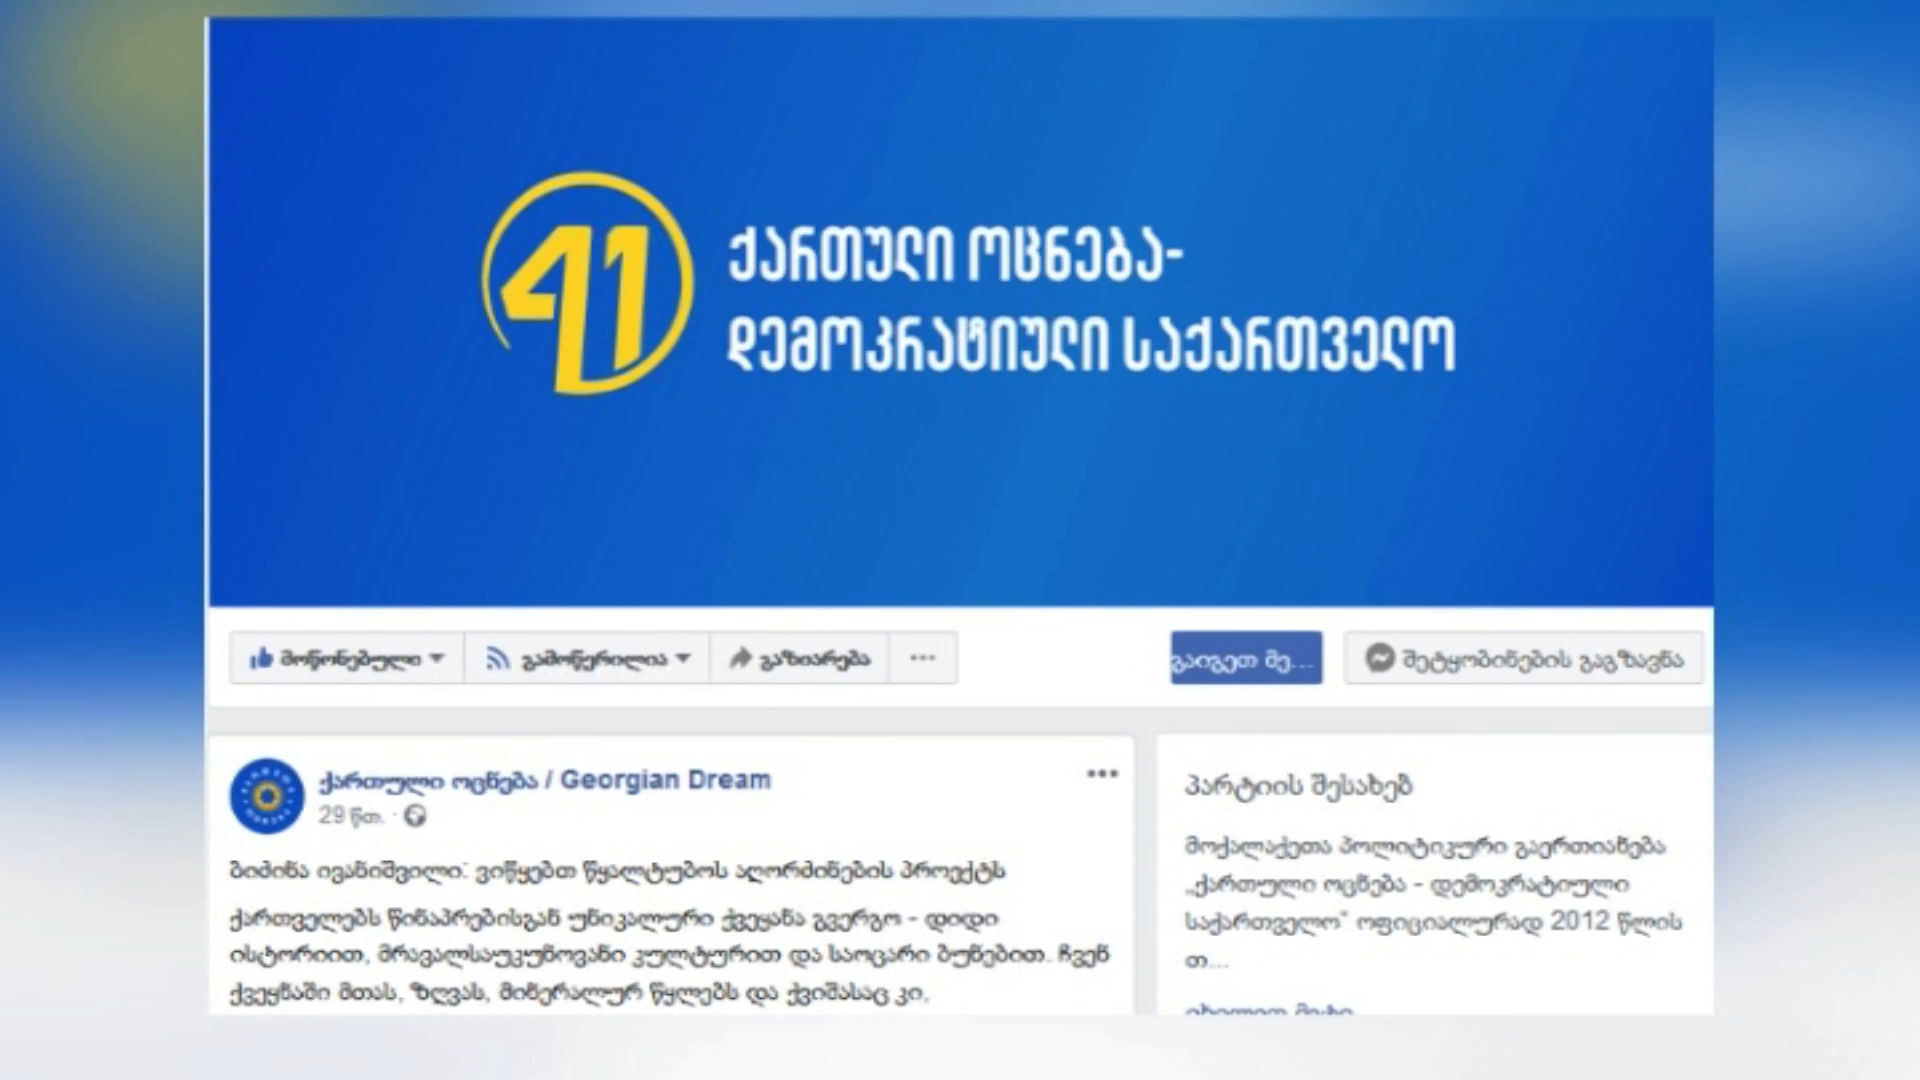 41
ქართული ოცნება-
დემოკრატიული საქართველო
მოწონებული
გამოწერილია
გაზიარება
გაიგეთ მე...
შეტყობინების გაგზავნა
ქართული ოცნება / Georgian Dream
29 წთ. ·
ბიძინა ივანიშვილი: ვიწყებთ წყალტუბოს აღორძინების პროექტს
ქართველებს წინაპრებისგან უნიკალური ქვეყანა გვერგო - დიდი
ისტორიით, მრავალსაუკუნოვანი კულტურით და საოცარი ბუნებით. ჩვენ
ქვეყნაში მთას, ზღვას, მინერალურ წყლებს და ქვიშასაც კი,
პარტიის შესახებ
მოქალაქეთა პოლიტიკური გაერთიანება
„ქართული ოცნება - დემოკრატიული
საქართველო“ ოფიციალურად 2012 წლის
თ...